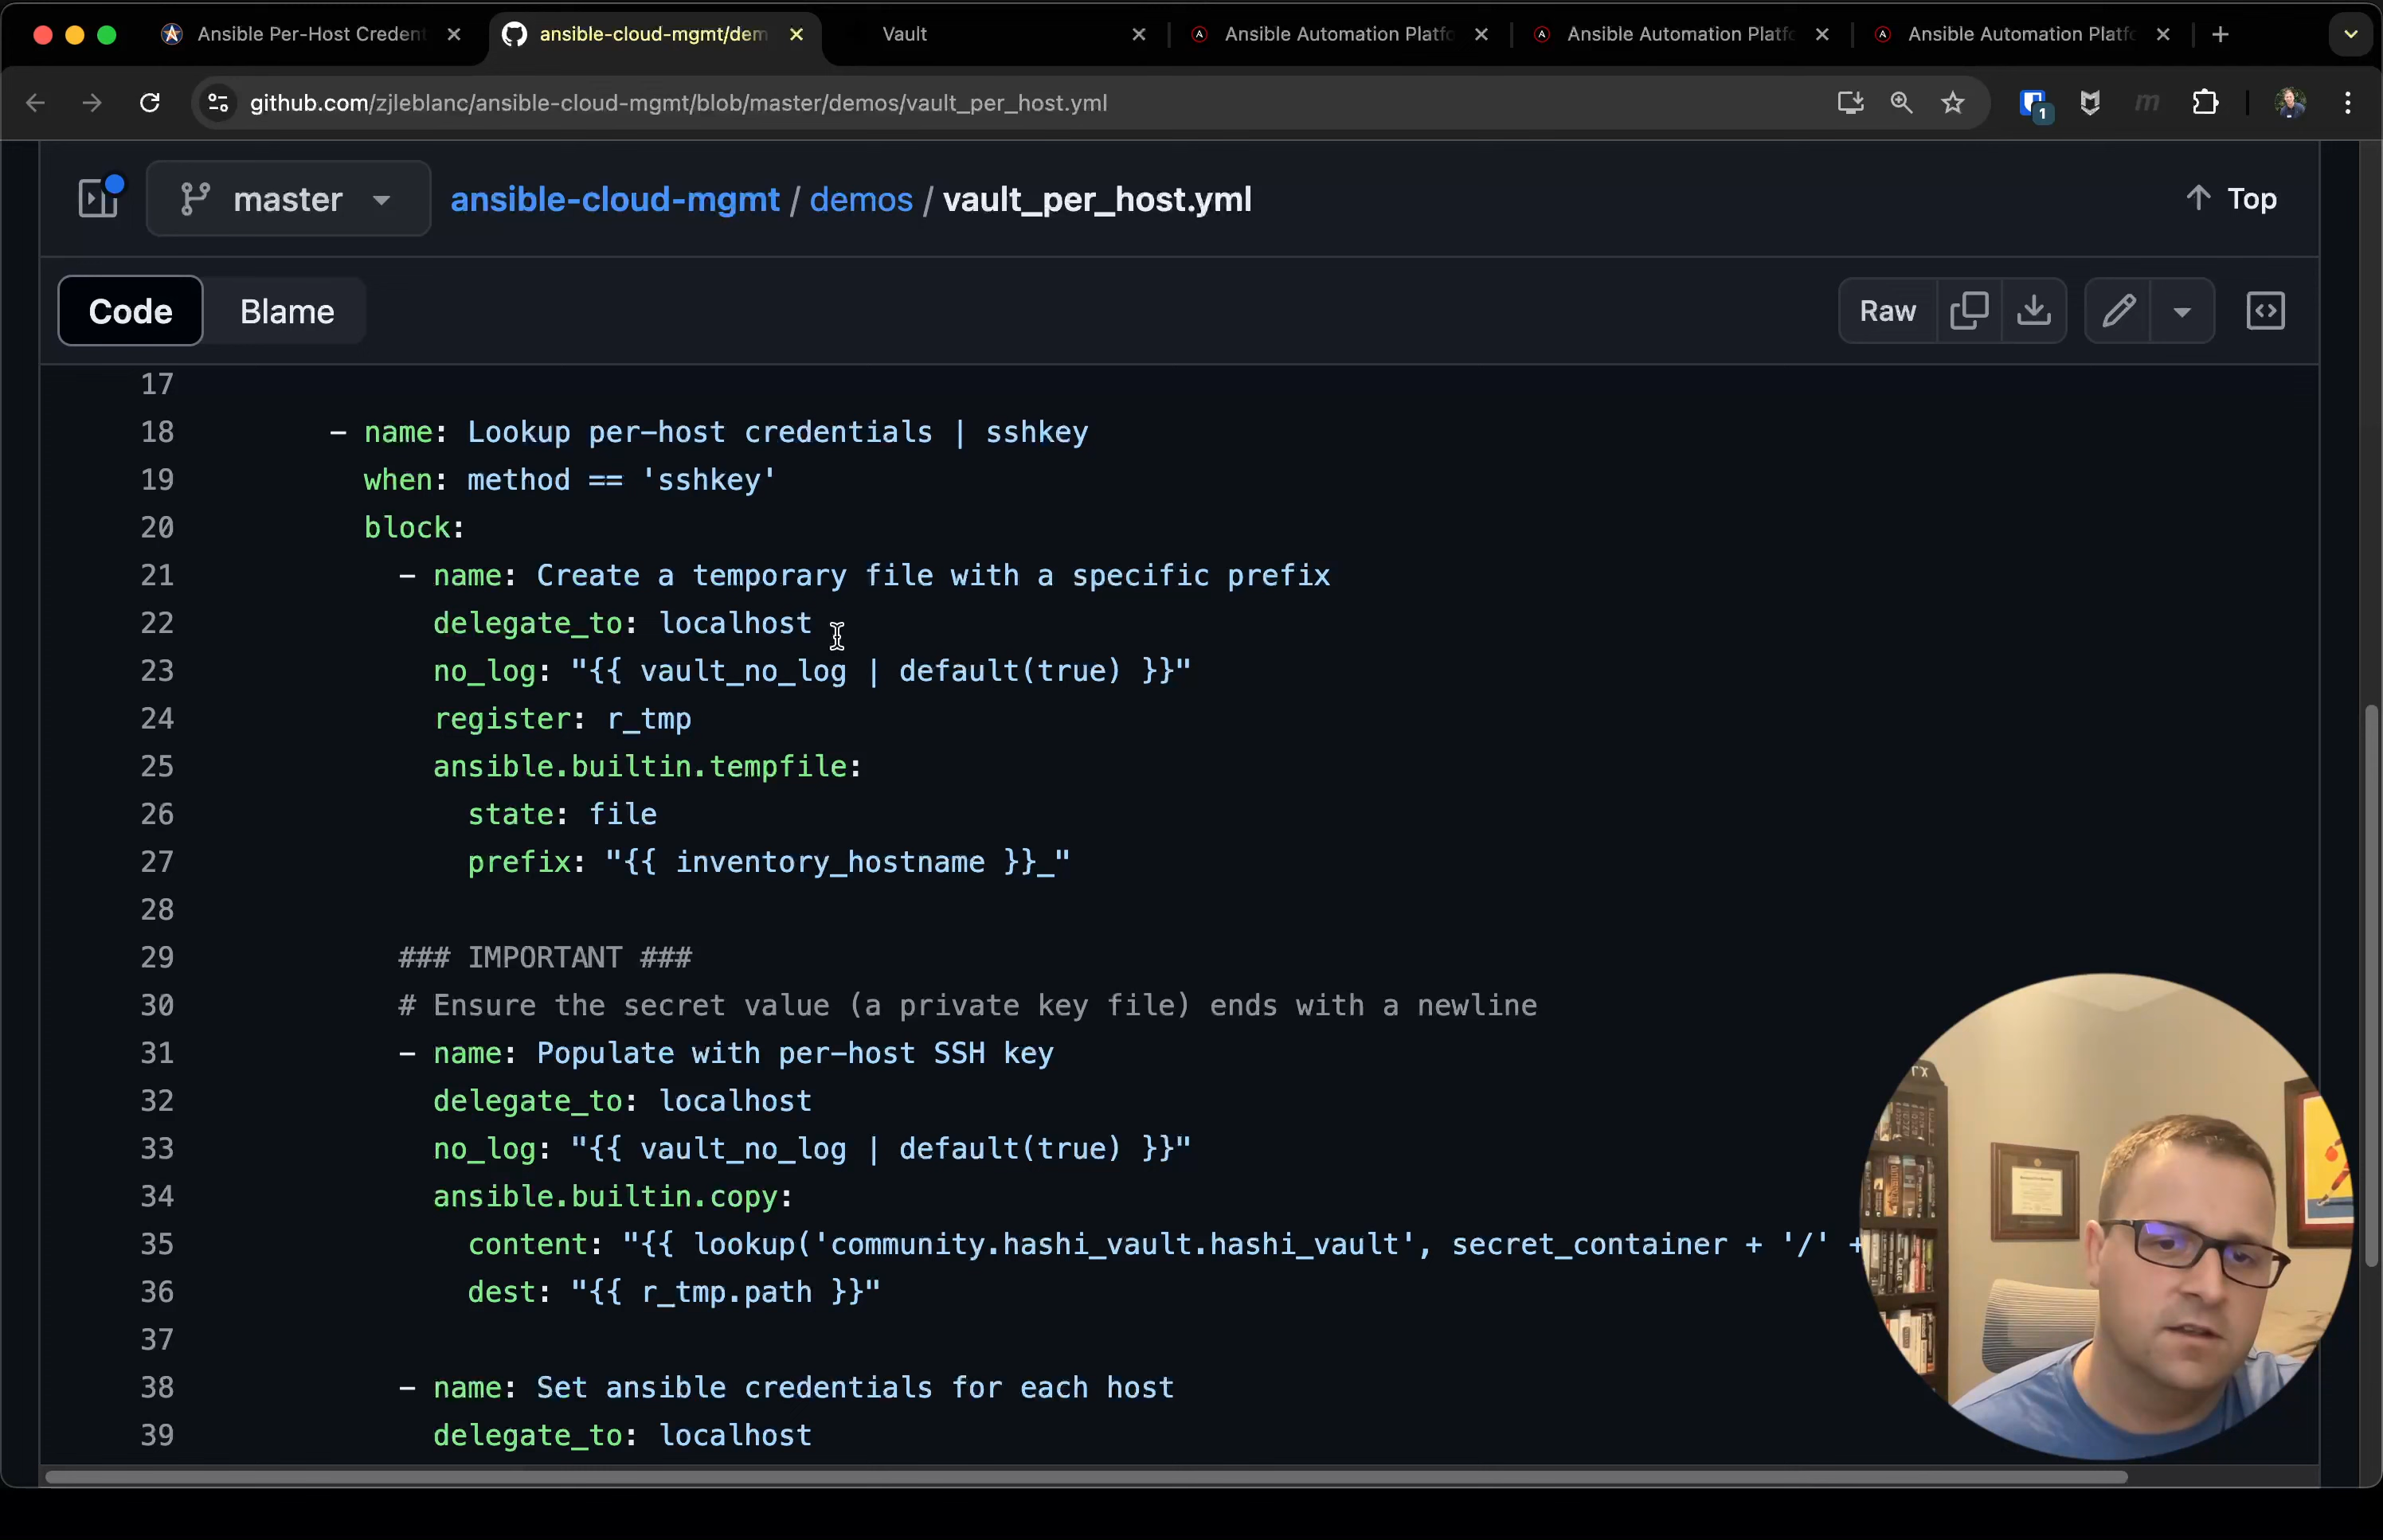 Ansible Per-Host Credent
ansible-cloud-mgmt/dem
Vault
Ansible Automation Platfo
Ansible Automation Platfo
Ansible Automation Platfo
github.com/zjleblanc/ansible-cloud-mgmt/blob/master/demos/vault_per_host.yml
1
master
ansible-cloud-mgmt / demos / vault_per_host.yml
Top
Code
Blame
Raw
17
18 - name: Lookup per-host credentials | sshkey
19 when: method == 'sshkey'
20 block:
21 - name: Create a temporary file with a specific prefix
22 delegate_to: localhost
23 no_log: "{{ vault_no_log | default(true) }}"
24 register: r_tmp
25 ansible.builtin.tempfile:
26 state: file
27 prefix: "{{ inventory_hostname }}_"
28
29 ### IMPORTANT ###
30 # Ensure the secret value (a private key file) ends with a newline
31 - name: Populate with per-host SSH key
32 delegate_to: localhost
33 no_log: "{{ vault_no_log | default(true) }}"
34 ansible.builtin.copy:
35 content: "{{ lookup('community.hashi_vault.hashi_vault', secret_container + '/' +
36 dest: "{{ r_tmp.path }}"
37
38 - name: Set ansible credentials for each host
39 delegate_to: localhost